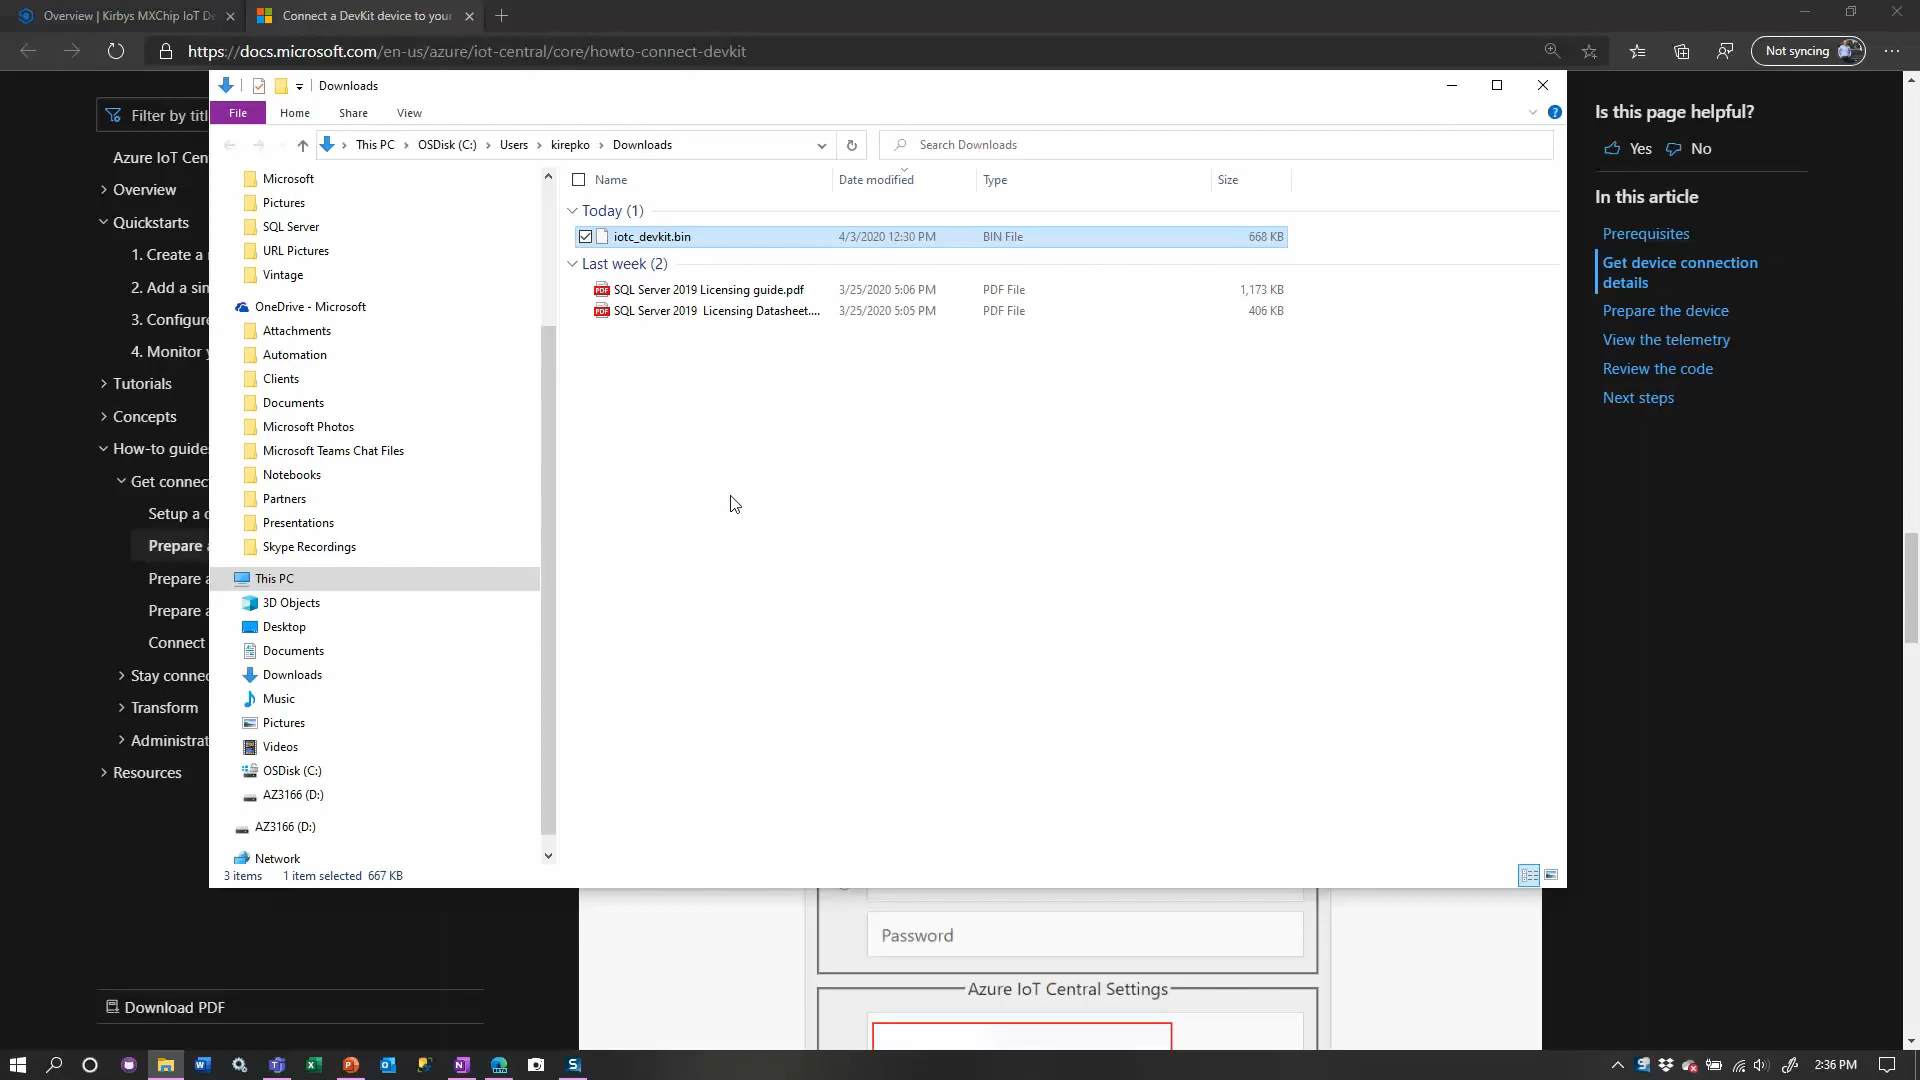 Overview | Kirbys MXChip IoT De
Connect a DevKit device to your
https://docs.microsoft.com/en-us/azure/iot-central/core/howto-connect-devkit
Not syncing
Downloads
File
Home
Share
View
This PC
OSDisk (C:)
Users
kirepko
Downloads
Search Downloads
Filter by titl
Azure IoT Cen
Overview
Quickstarts
1. Create a
2. Add a sin
3. Configure
4. Monitor y
Tutorials
Concepts
How-to guides
Get connec
Setup a d
Prepare a
Prepare a
Prepare a
Connect
Stay connec
Transform
Administrat
Resources
Download PDF
Microsoft
Pictures
SQL Server
URL Pictures
Vintage
OneDrive - Microsoft
Attachments
Automation
Clients
Documents
Microsoft Photos
Microsoft Teams Chat Files
Notebooks
Partners
Presentations
Skype Recordings
This PC
3D Objects
Desktop
Documents
Downloads
Music
Pictures
Videos
OSDisk (C:)
AZ3166 (D:)
AZ3166 (D:)
Network
Name Date modified Type Size
Today (1)
iotc_devkit.bin 4/3/2020 12:30 PM BIN File 668 KB
Last week (2)
SQL Server 2019 Licensing guide.pdf 3/25/2020 5:06 PM PDF File 1,173 KB
SQL Server 2019 Licensing Datasheet.... 3/25/2020 5:05 PM PDF File 406 KB
3 items 1 item selected 667 KB
Is this page helpful?
Yes No
In this article
Prerequisites
Get device connection
details
Prepare the device
View the telemetry
Review the code
Next steps
Password
Azure IoT Central Settings
2:36 PM